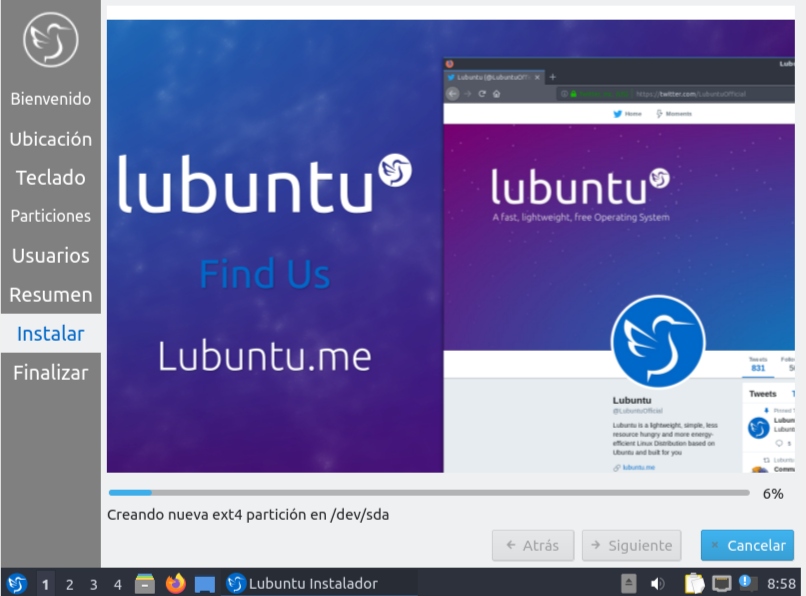 Bienvenido
Ubicación
Teclado
Particiones
Usuarios
Resumen
Instalar
Finalizar
lubuntu
Find Us
Lubuntu.me
Lubuntu (@LubuntuOffi
https://twitter.com/LubuntuOfficial
Home Moments
lubuntu
A fast, lightweight, free Operating System
Tweets
831
Lubuntu
@LubuntuOfficial
Lubuntu is a lightweight, simple, less
resource hungry and more energy-
efficient Linux Distribution based on
Ubuntu and built for you
lubuntu.me
Tweets
Pinned
6%
Creando nueva ext4 partición en /dev/sda
Atrás
Siguiente
Cancelar
1 2 3 4 Lubuntu Instalador 8:58